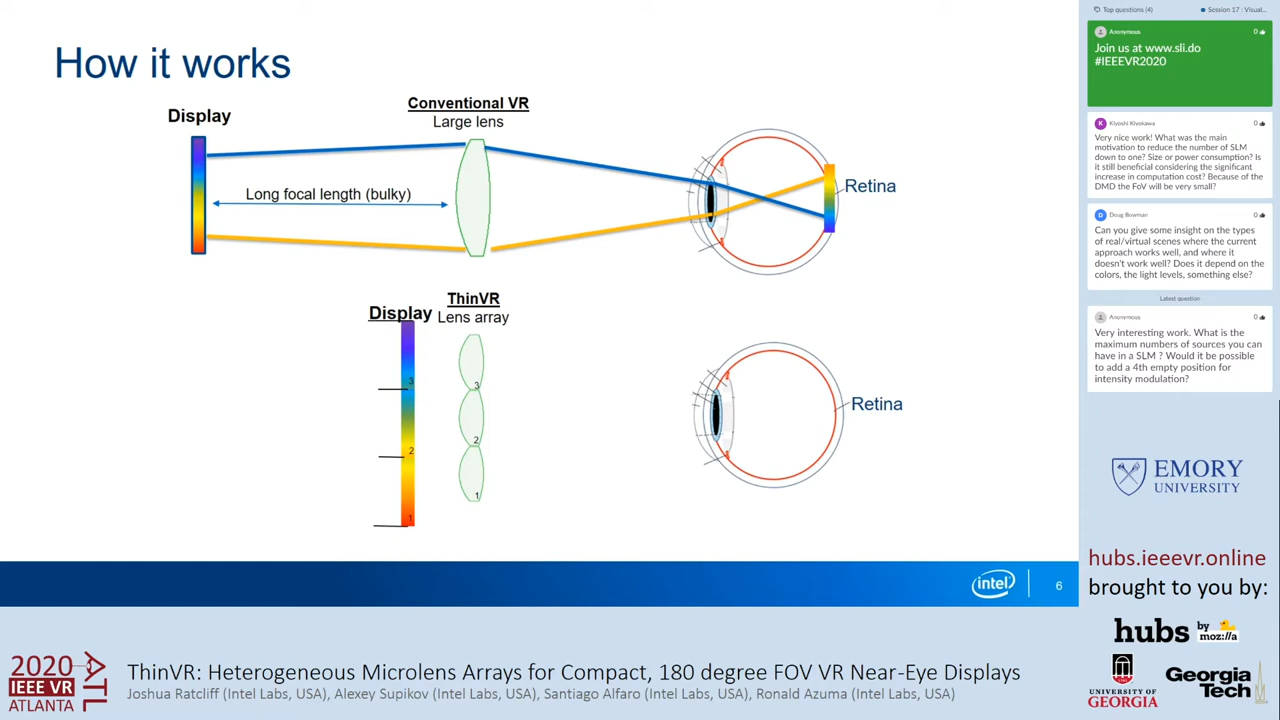 How it works
Conventional VR
Large lens
Display
Long focal length (bulky)
Retina
ThinVR
Display
Lens array
3
2
1
3
2
1
Retina
intel
6
Top questions (4)
Session 17 : Visual...
Anonymous
0
Join us at www.sli.do
#IEEEVR2020
K
Kiyoshi Kiyokawa
0
Very nice work! What was the main
motivation to reduce the number of SLM
down to one? Size or power consumption? Is
it still beneficial considering the significant
increase in computation cost? Because of the
DMD the FoV will be very small?
D
Doug Bowman
0
Can you give some insight on the types
of real/virtual scenes where the current
approach works well, and where it
doesn't work well? Does it depend on the
colors, the light levels, something else?
Latest question
Anonymous
0
Very interesting work. What is the
maximum numbers of sources you can
have in a SLM ? Would it be possible
to add a 4th empty position for
intensity modulation?
EMORY
UNIVERSITY
hubs.ieeevr.online
brought to you by:
hubs by
moz://a
UNIVERSITY OF
GEORGIA
Georgia
Tech
2020
IEEE VR
ATLANTA
ATL
ThinVR: Heterogeneous Microlens Arrays for Compact, 180 degree FOV VR Near-Eye Displays
Joshua Ratcliff (Intel Labs, USA), Alexey Supikov (Intel Labs, USA), Santiago Alfaro (Intel Labs, USA), Ronald Azuma (Intel Labs, USA)